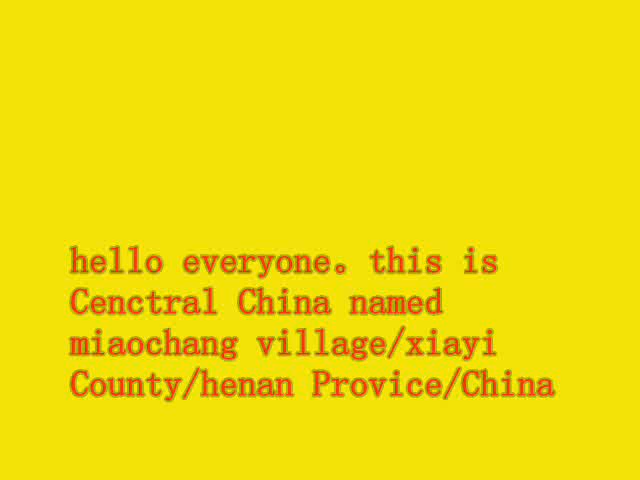 hello everyone。this is
Cenctral China named
miaochang village/xiayi
County/henan Provice/China